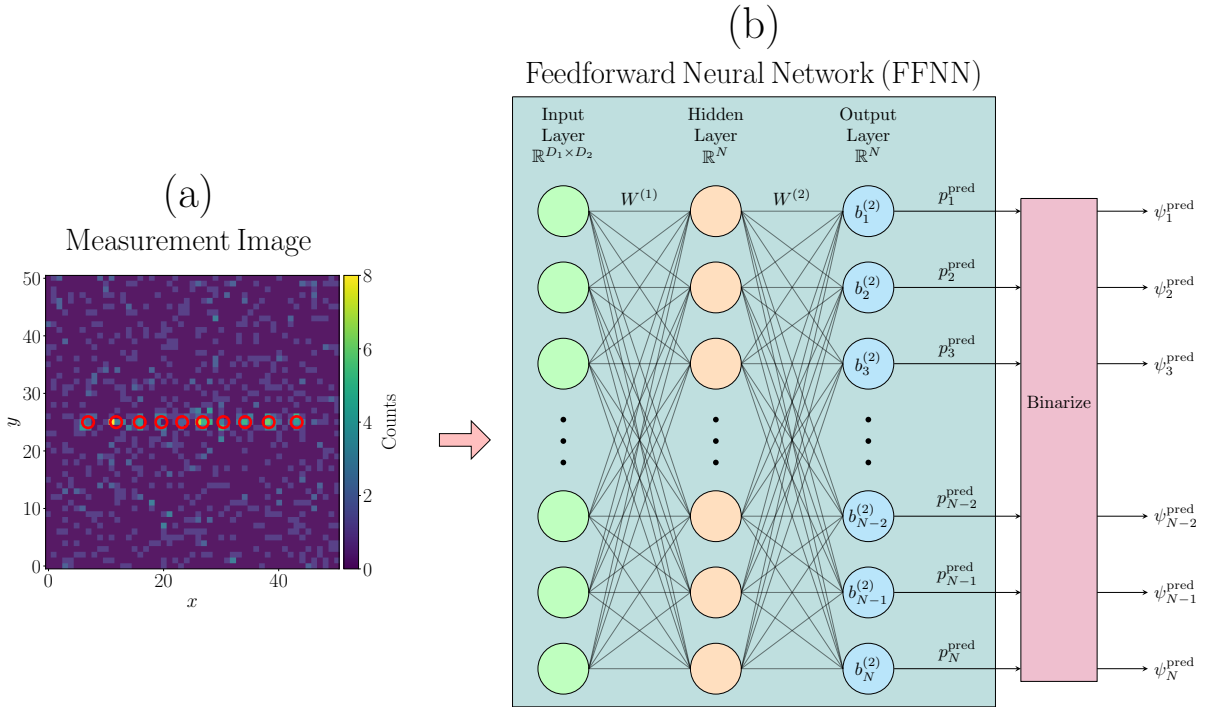 (a)
Measurement Image
50
40
30
20
10
0
y
0
20
40
x
8
6
4
2
0
Counts
(b)
Feedforward Neural Network (FFNN)
Input
Layer
ℝ^{D_1×D_2}
Hidden
Layer
ℝ^N
Output
Layer
ℝ^N
W^{(1)}
W^{(2)}
b_1^{(2)}
b_2^{(2)}
b_3^{(2)}
b_{N−2}^{(2)}
b_{N−1}^{(2)}
b_N^{(2)}
p_1^{pred}
p_2^{pred}
p_3^{pred}
p_{N−2}^{pred}
p_{N−1}^{pred}
p_N^{pred}
Binarize
ψ_1^{pred}
ψ_2^{pred}
ψ_3^{pred}
ψ_{N−2}^{pred}
ψ_{N−1}^{pred}
ψ_N^{pred}